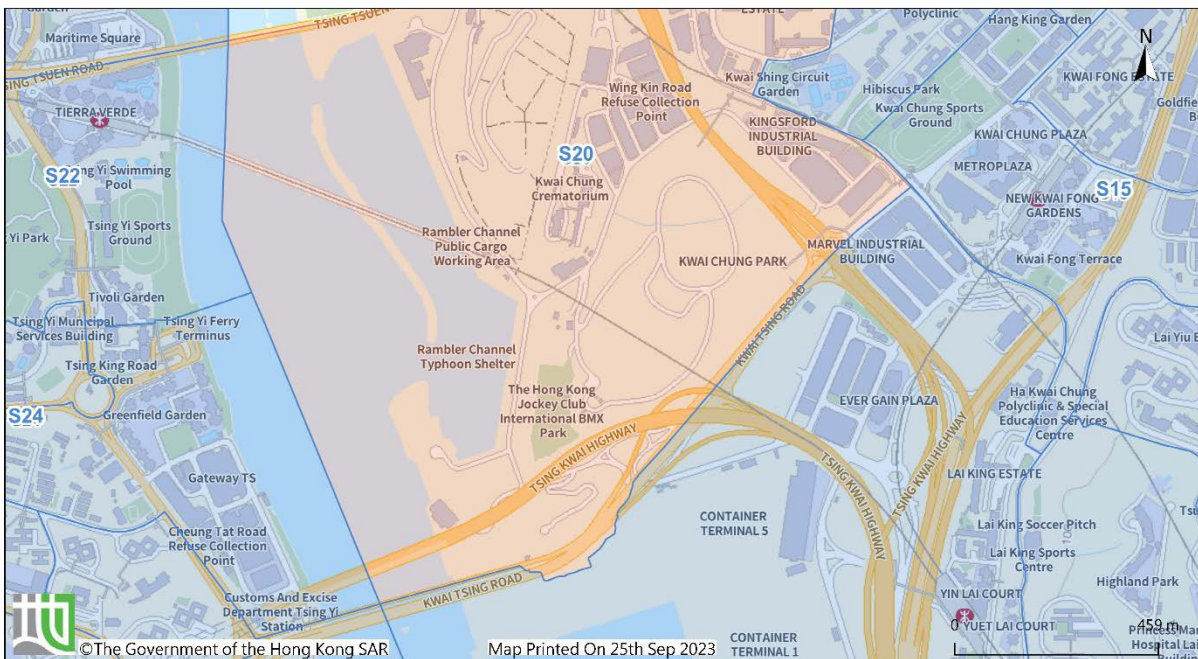 Maritime Square
TSING TSUEN ROAD
TSING TSUEN
ESTATE
Polyclinic
Hang King Garden
N
TIERRA VERDE
S22
Yi Swimming
Pool
Tsing Yi Sports
Ground
Yi Park
Wing Kin Road
Refuse Collection
Point
Kwai Shing Circuit
Garden
Hibiscus Park
Kwai Chung Sports
Ground
KWAI FONG ESTATE
KINGSFORD
INDUSTRIAL
BUILDING
KWAI CHUNG PLAZA
METROPLAZA
S15
NEW KWAI FONG
GARDENS
Kwai Fong Terrace
S20
Kwai Chung
Crematorium
Rambler Channel
Public Cargo
Working Area
KWAI CHUNG PARK
MARVEL INDUSTRIAL
BUILDING
KWAI TSING ROAD
Tivoli Garden
Tsing Yi Municipal
Services Building
Tsing Yi Ferry
Terminus
Tsing King Road
Garden
S24
Greenfield Garden
Rambler Channel
Typhoon Shelter
The Hong Kong
Jockey Club
International BMX
Park
TSING KWAI HIGHWAY
EVER GAIN PLAZA
Lai Yiu
Ha Kwai Chung
Polyclinic & Special
Education Services
Centre
TSING KWAI HIGHWAY
TSING KWAI HIGHWAY
LAI KING ESTATE
Gateway TS
Cheung Tat Road
Refuse Collection
Point
CONTAINER
TERMINAL 5
Lai King Soccer Pitch
Lai King Sports
Centre
Highland Park
Customs And Excise
Department Tsing Yi
Station
KWAI TSING ROAD
YIN LAI COURT
YUET LAI COURT
CONTAINER
TERMINAL 1
0 459 m
©The Government of the Hong Kong SAR
Map Printed On 25th Sep 2023